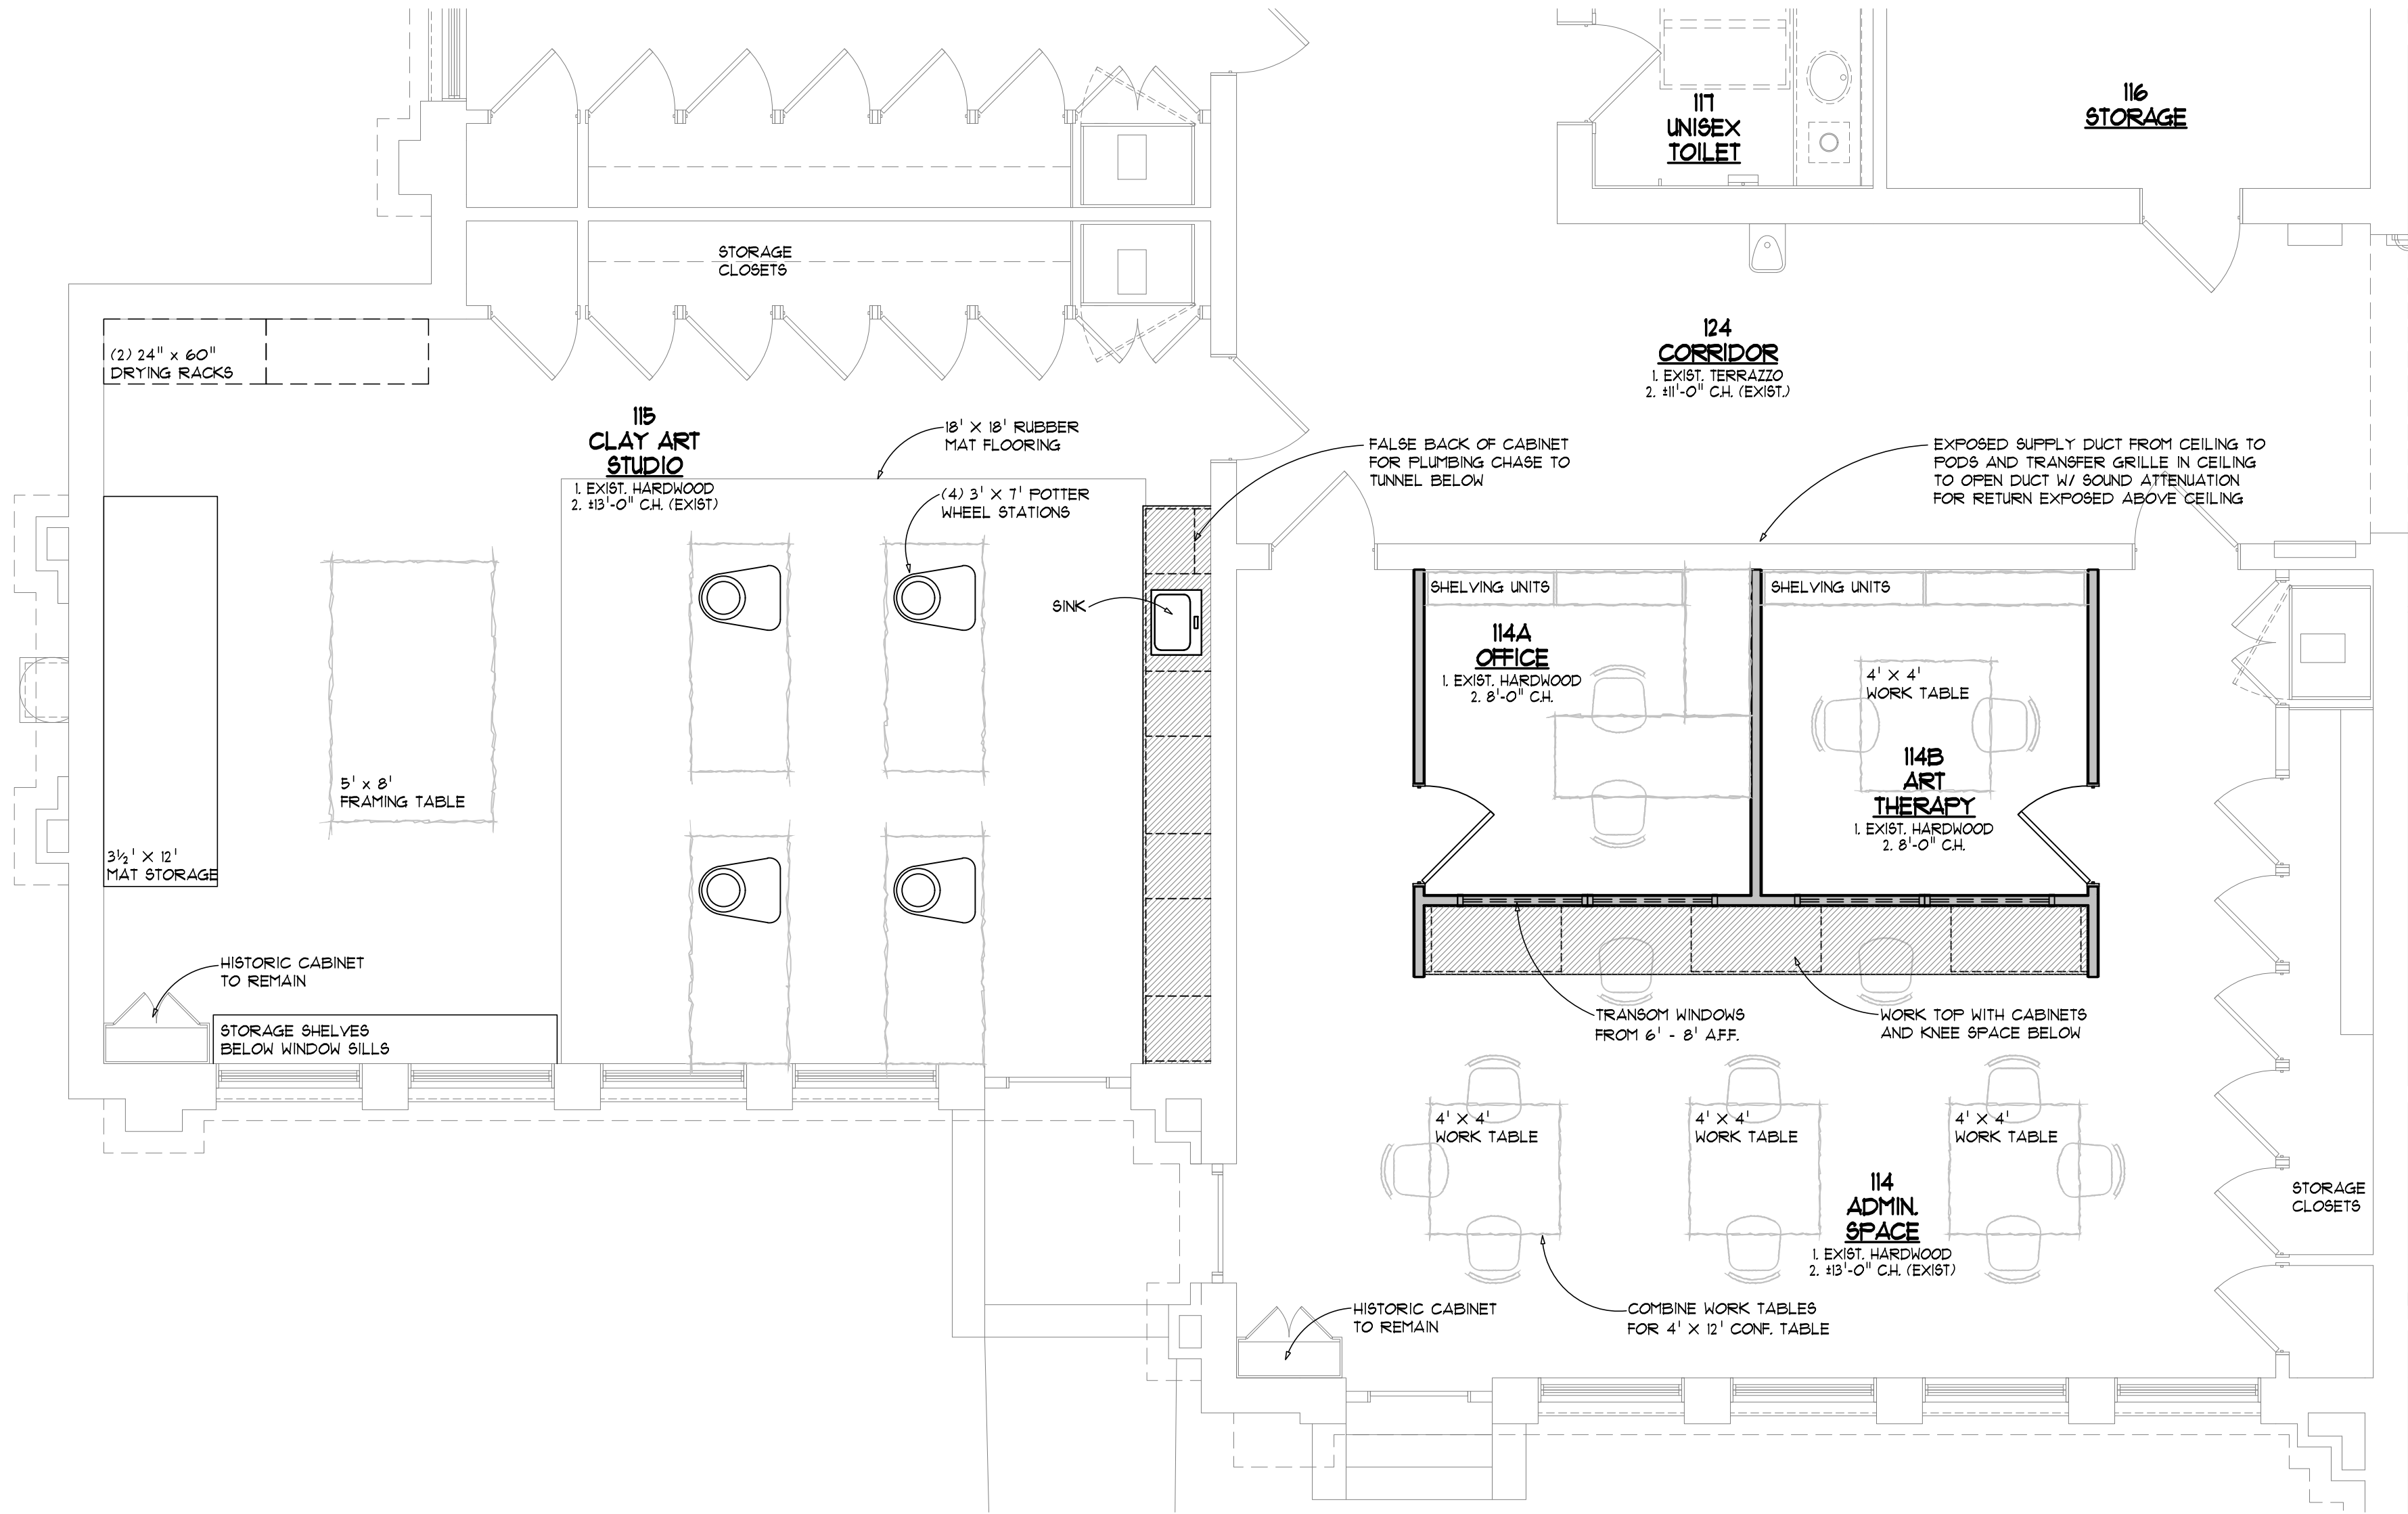 117
UNISEX
TOILET
116
STORAGE
STORAGE
CLOSETS
124
CORRIDOR
1. EXIST. TERRAZZO
2. ±11'-0" C.H. (EXIST.)
(2) 24" x 60"
DRYING RACKS
115
CLAY ART
STUDIO
1. EXIST. HARDWOOD
2. ±13'-0" C.H. (EXIST)
18' X 18' RUBBER
MAT FLOORING
(4) 3' X 7' POTTER
WHEEL STATIONS
FALSE BACK OF CABINET
FOR PLUMBING CHASE TO
TUNNEL BELOW
EXPOSED SUPPLY DUCT FROM CEILING TO
PODS AND TRANSFER GRILLE IN CEILING
TO OPEN DUCT W/ SOUND ATTENUATION
FOR RETURN EXPOSED ABOVE CEILING
SINK
SHELVING UNITS
SHELVING UNITS
114A
OFFICE
1. EXIST. HARDWOOD
2. 8'-0" C.H.
4' X 4'
WORK TABLE
114B
ART
THERAPY
1. EXIST. HARDWOOD
2. 8'-0" C.H.
5' x 8'
FRAMING TABLE
3½' X 12'
MAT STORAGE
HISTORIC CABINET
TO REMAIN
STORAGE SHELVES
BELOW WINDOW SILLS
TRANSOM WINDOWS
FROM 6' - 8' A.F.F.
WORK TOP WITH CABINETS
AND KNEE SPACE BELOW
4' X 4'
WORK TABLE
4' X 4'
WORK TABLE
4' X 4'
WORK TABLE
114
ADMIN.
SPACE
1. EXIST. HARDWOOD
2. ±13'-0" C.H. (EXIST)
STORAGE
CLOSETS
HISTORIC CABINET
TO REMAIN
COMBINE WORK TABLES
FOR 4' X 12' CONF. TABLE